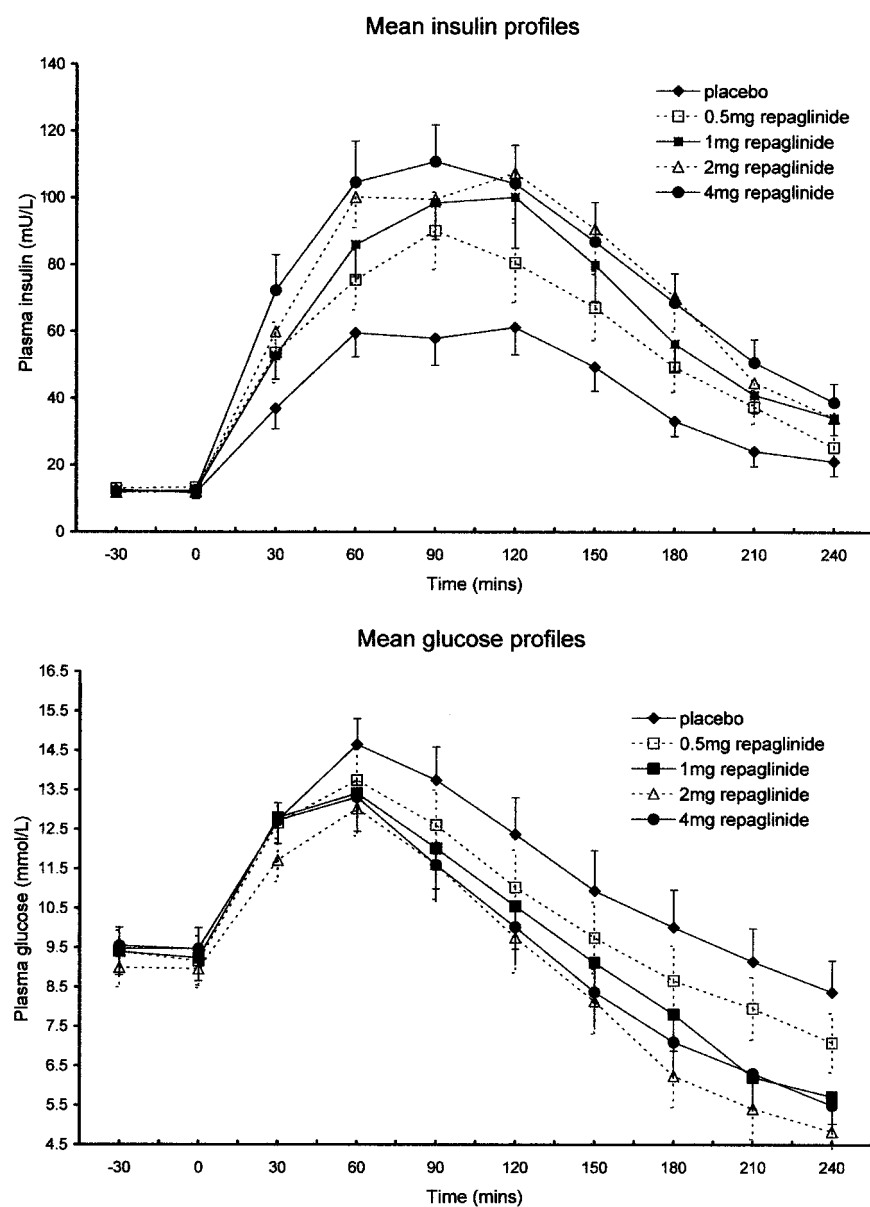 Mean insulin profiles
140
120
100
80
60
40
20
0
Plasma insulin (mU/L)
placebo
0.5mg repaglinide
1mg repaglinide
2mg repaglinide
4mg repaglinide
-30 0 30 60 90 120 150 180 210 240
Time (mins)
Mean glucose profiles
16.5
15.5
14.5
13.5
12.5
11.5
10.5
9.5
8.5
7.5
6.5
5.5
4.5
Plasma glucose (mmol/L)
placebo
0.5mg repaglinide
1mg repaglinide
2mg repaglinide
4mg repaglinide
-30 0 30 60 90 120 150 180 210 240
Time (mins)